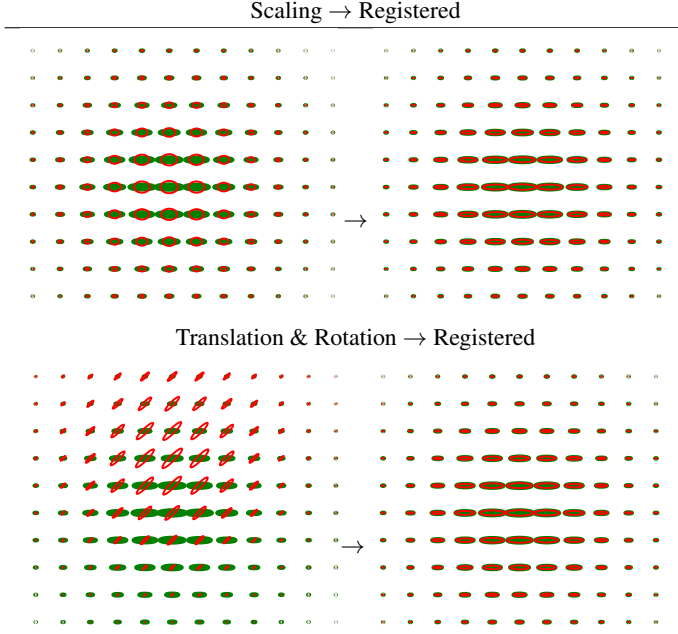 Scaling → Registered
→
Translation & Rotation → Registered
→